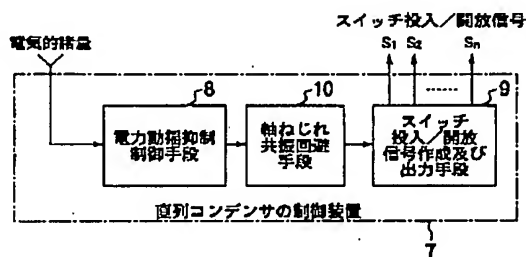 スイッチ投入／開放信号
電気的諸量
S1 S2 ‥‥‥ Sn
8
10
9
電力動揺抑制
制御手段
軸ねじれ
共振回避
手段
スイッチ
投入／開放
信号作成及び
出力手段
直列コンデンサの制御装置
7